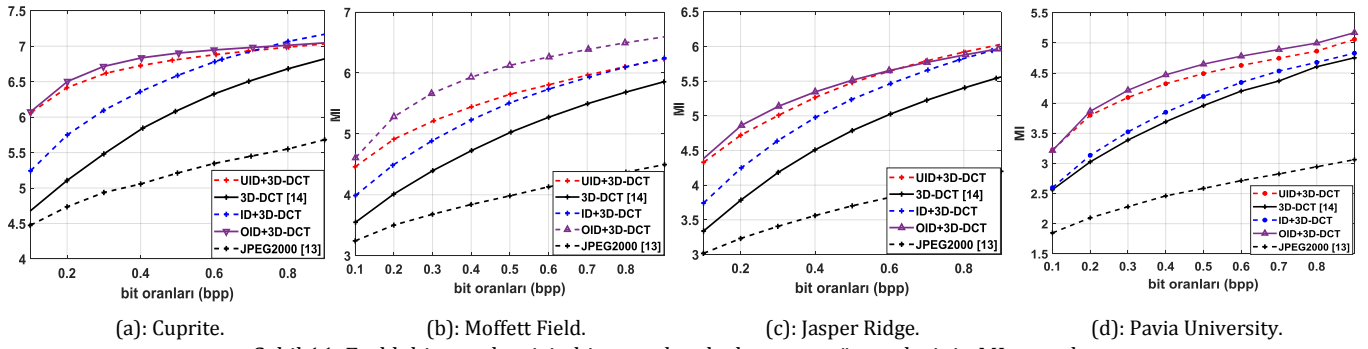 7.5
7
6.5
6
5.5
5
4.5
4
0.2 0.4 0.6 0.8
bit oranları (bpp)
UID+3D-DCT
3D-DCT [14]
ID+3D-DCT
OID+3D-DCT
JPEG2000 [13]
(a): Cuprite.
7
6
5
4
3
MI
0.1 0.2 0.3 0.4 0.5 0.6 0.7 0.8
bit oranları (bpp)
UID+3D-DCT
3D-DCT [14]
ID+3D-DCT
OID+3D-DCT
JPEG2000 [13]
(b): Moffett Field.
6.5
6
5.5
5
4.5
4
3.5
3
MI
0.2 0.4 0.6 0.8
bit oranları (bpp)
UID+3D-DCT
3D-DCT [14]
ID+3D-DCT
OID+3D-DCT
JPEG2000 [13]
(c): Jasper Ridge.
5.5
5
4.5
4
3.5
3
2.5
2
1.5
MI
0.1 0.2 0.3 0.4 0.5 0.6 0.7 0.8
bit oranları (bpp)
UID+3D-DCT
3D-DCT [14]
ID+3D-DCT
OID+3D-DCT
JPEG2000 [13]
(d): Pavia University.